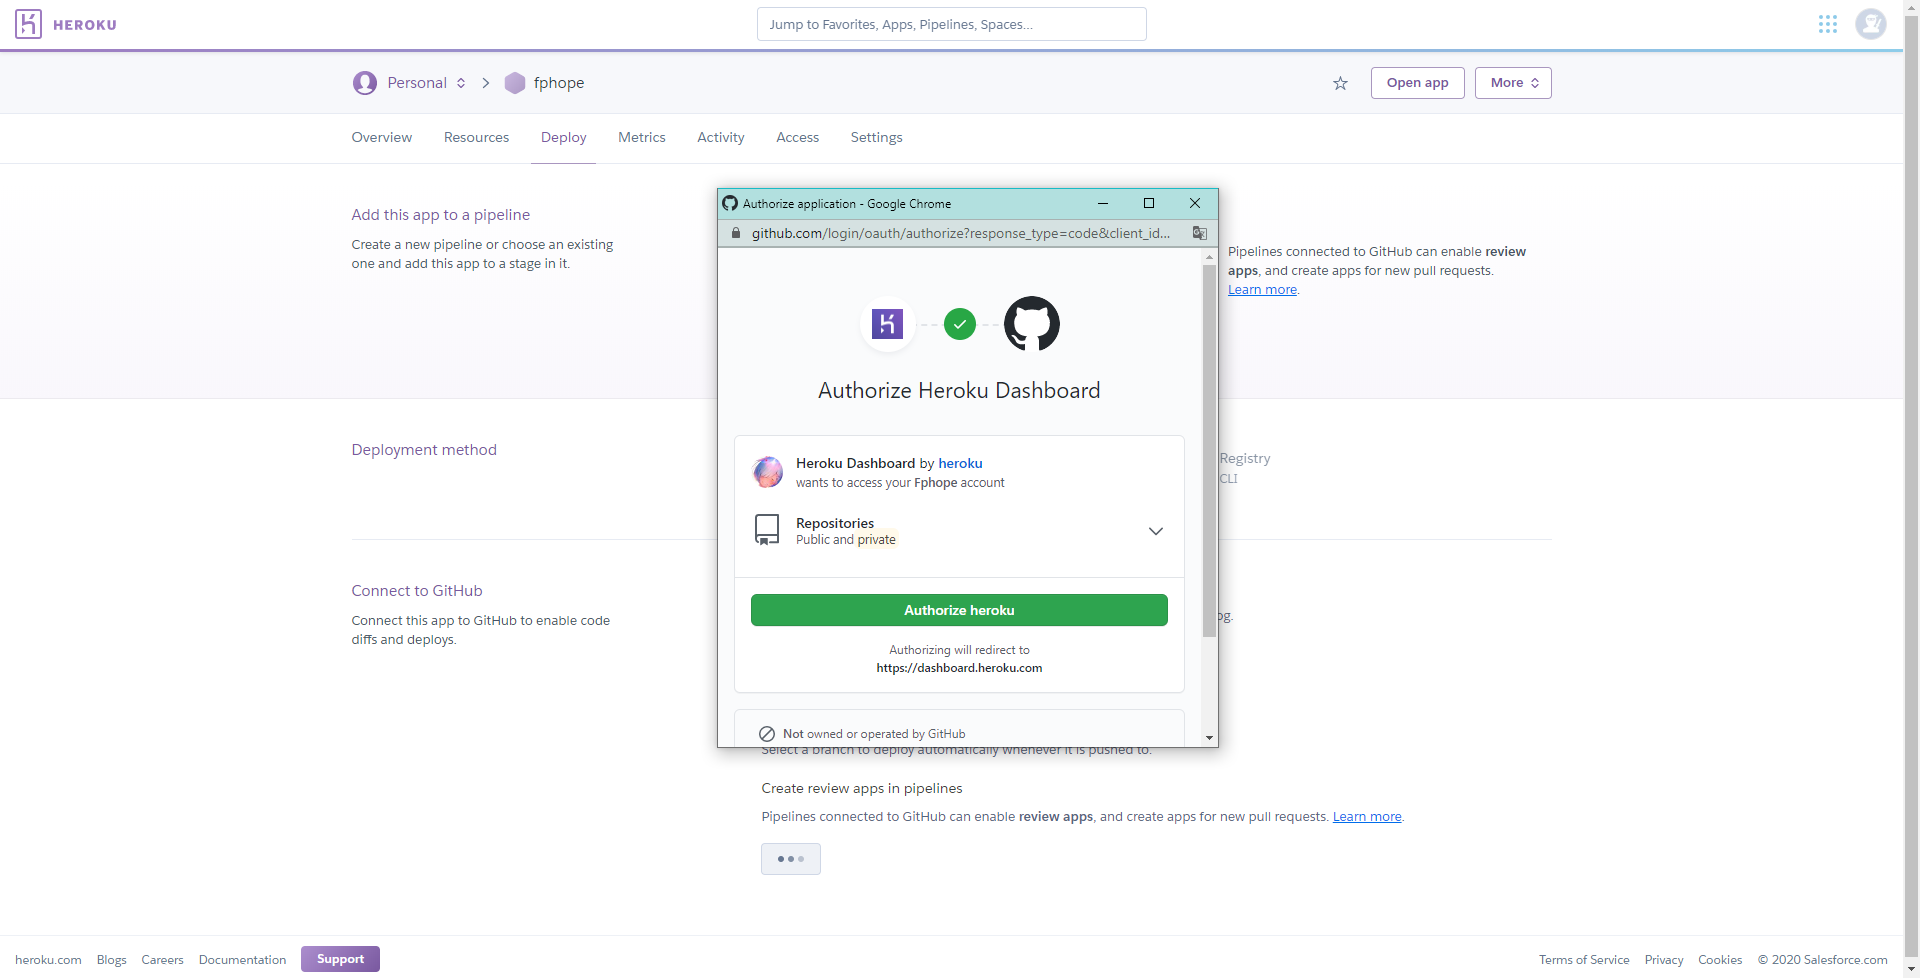 HEROKU
Jump to Favorites, Apps, Pipelines, Spaces...
Personal
fphope
Open app
More
Overview
Resources
Deploy
Metrics
Activity
Access
Settings
Add this app to a pipeline
Create a new pipeline or choose an existing
one and add this app to a stage in it.
Pipelines connected to GitHub can enable review
apps, and create apps for new pull requests.
Learn more.
Authorize application - Google Chrome
github.com/login/oauth/authorize?response_type=code&client_id...
Authorize Heroku Dashboard
Heroku Dashboard by heroku
wants to access your Fphope account
Repositories
Public and private
Authorize heroku
Authorizing will redirect to
https://dashboard.heroku.com
Not owned or operated by GitHub
Deployment method
Registry
CLI
Connect to GitHub
Connect this app to GitHub to enable code
diffs and deploys.
og.
Select a branch to deploy automatically whenever it is pushed to.
Create review apps in pipelines
Pipelines connected to GitHub can enable review apps, and create apps for new pull requests. Learn more.
heroku.com
Blogs
Careers
Documentation
Support
Terms of Service
Privacy
Cookies
© 2020 Salesforce.com